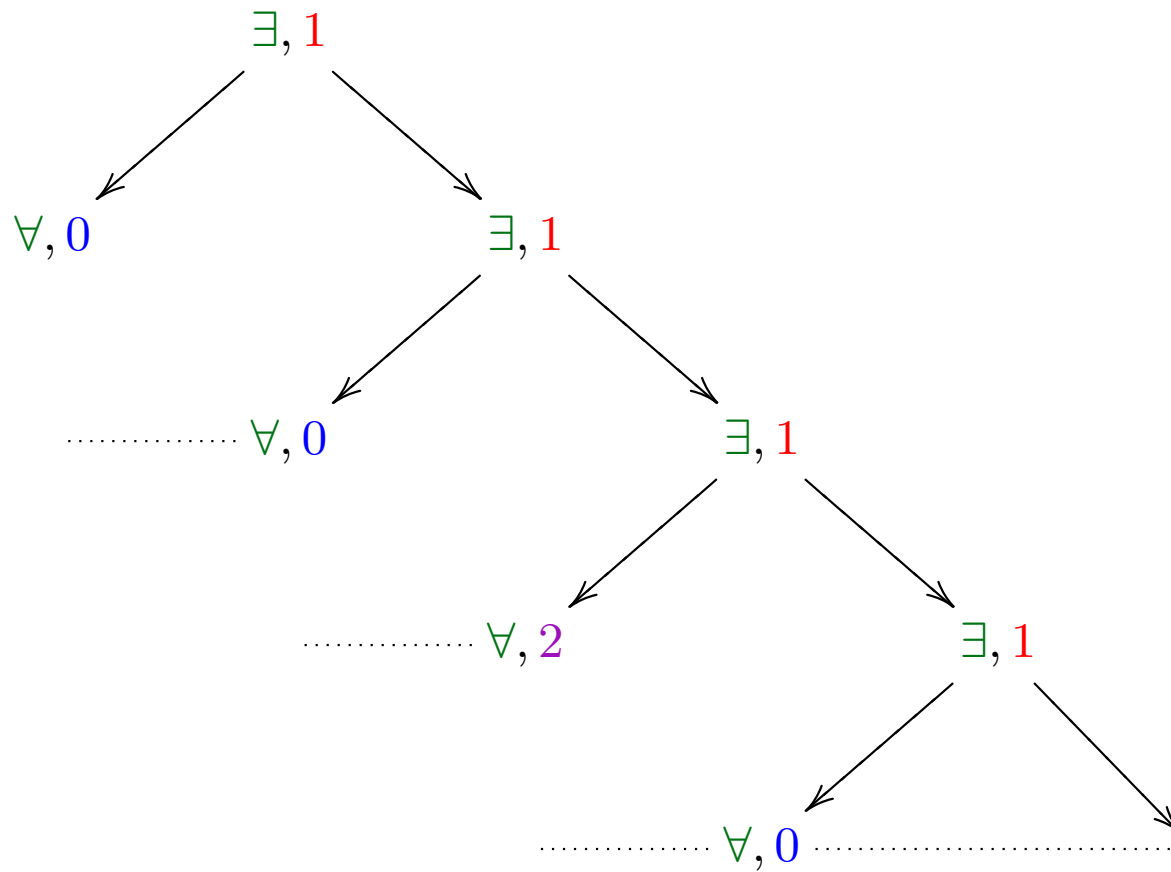 ∃, 1
∀, 0 ∃, 1
∀, 0 ∃, 1
∀, 2 ∃, 1
∀, 0